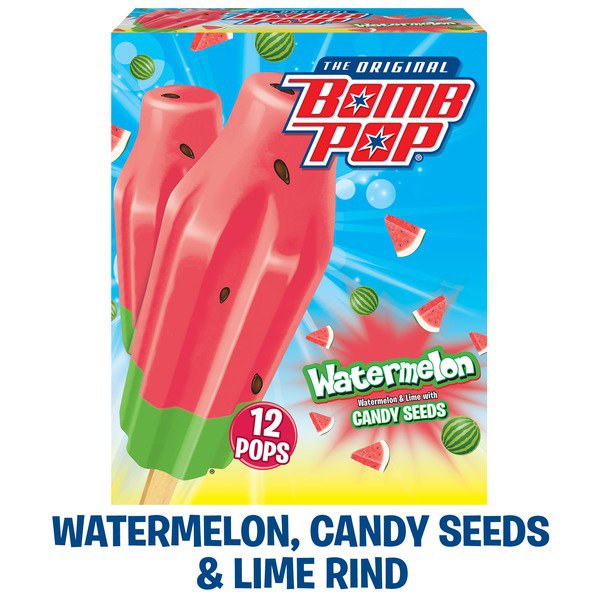 THE ORIGINAL
BOMB
POP®
Watermelon
Watermelon & Lime with
CANDY SEEDS
12
POPS
WATERMELON, CANDY SEEDS
& LIME RIND